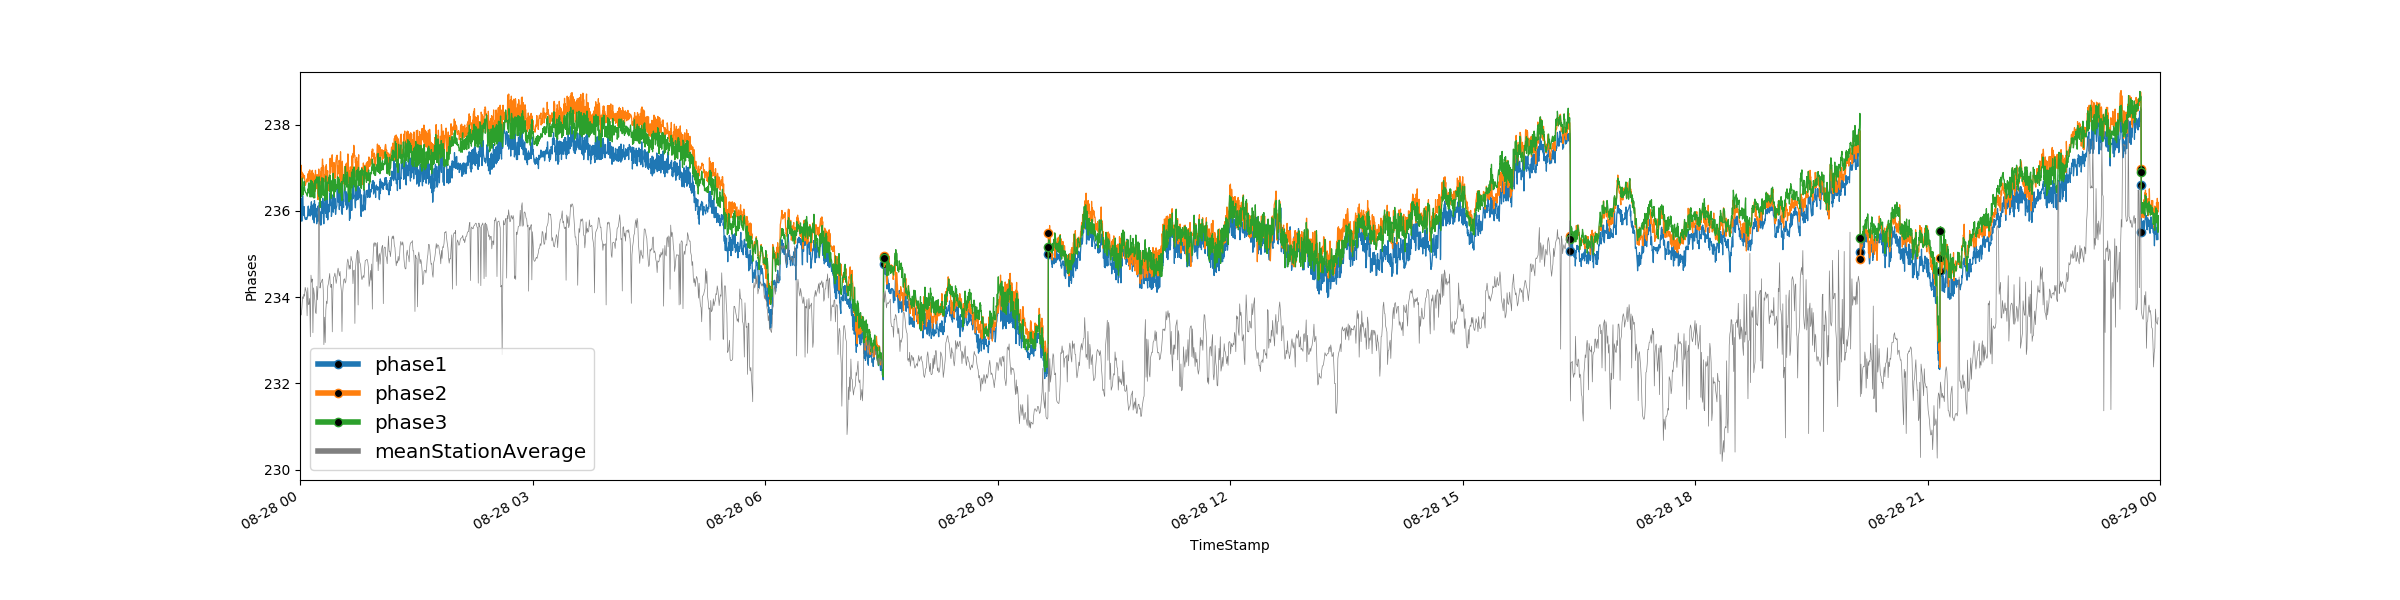 238
236
234
232
230
Phases
phase1
phase2
phase3
meanStationAverage
08-28 00
08-28 03
08-28 06
08-28 09
08-28 12
08-28 15
08-28 18
08-28 21
08-29 00
TimeStamp